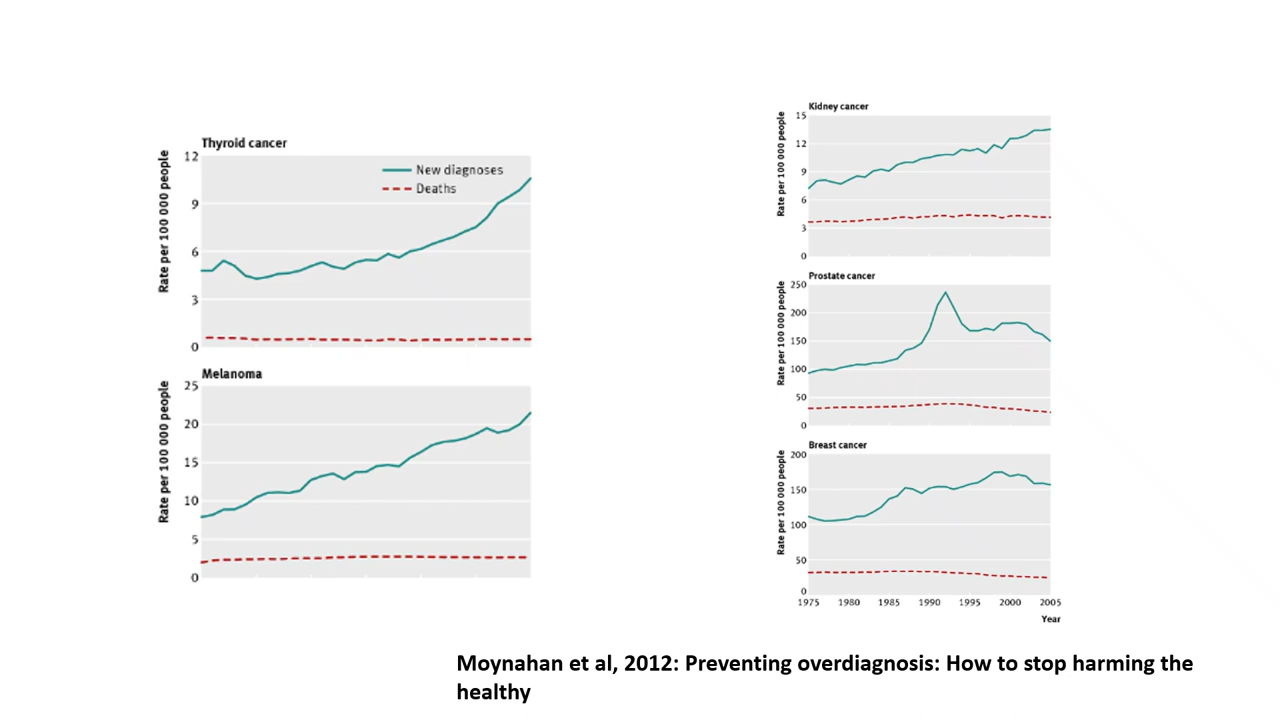 Thyroid cancer
Rate per 100 000 people
12
9
6
3
0
New diagnoses
Deaths
Melanoma
Rate per 100 000 people
25
20
15
10
5
0
Kidney cancer
Rate per 100 000 people
15
12
9
6
3
0
Prostate cancer
Rate per 100 000 people
250
200
150
100
50
0
Breast cancer
Rate per 100 000 people
200
150
100
50
0
1975 1980 1985 1990 1995 2000 2005
Year
Moynahan et al, 2012: Preventing overdiagnosis: How to stop harming the
healthy